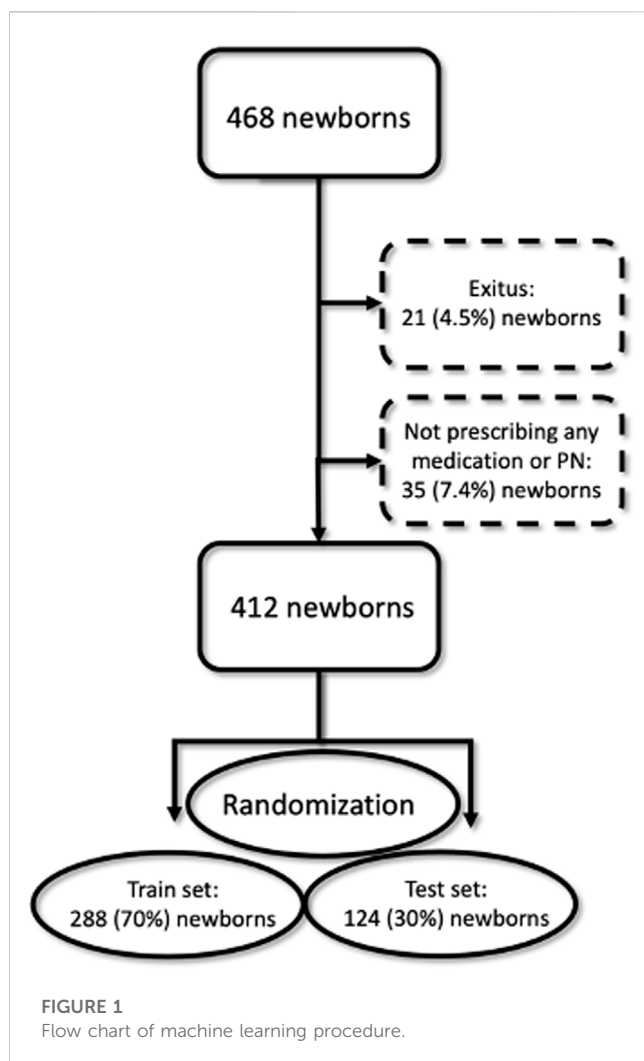 468 newborns
Exitus:
21 (4.5%) newborns
Not prescribing any
medication or PN:
35 (7.4%) newborns
412 newborns
Randomization
Train set:
288 (70%) newborns
Test set:
124 (30%) newborns
FIGURE 1
Flow chart of machine learning procedure.